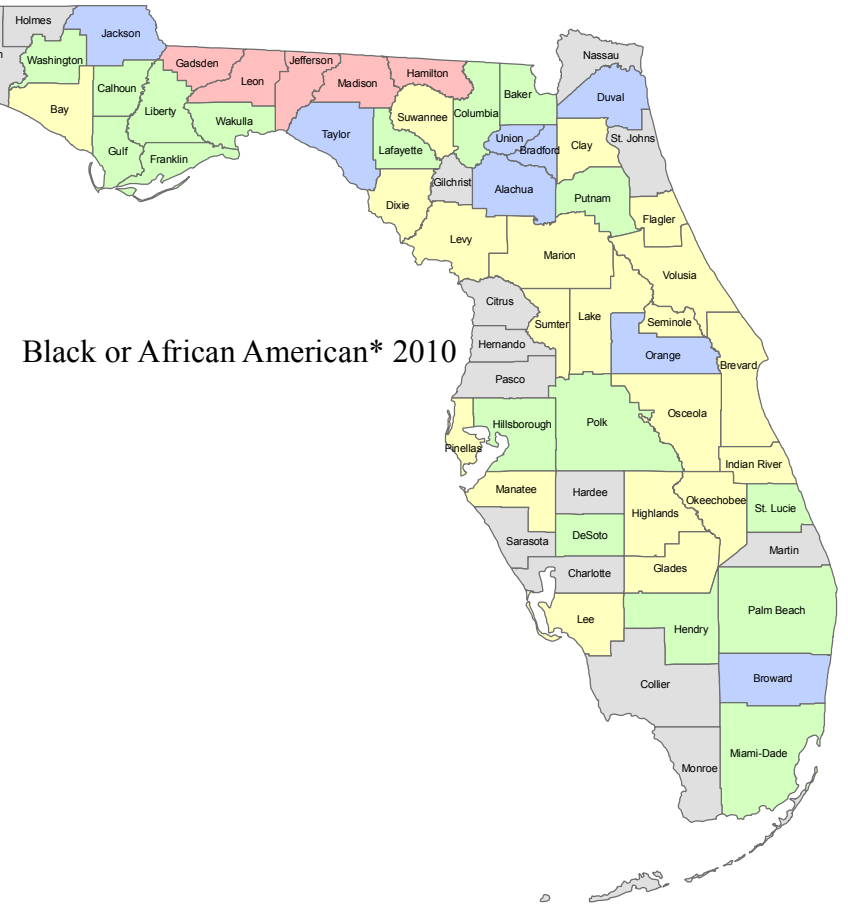 Holmes
Jackson
Washington
Bay
Calhoun
Gulf
Liberty
Franklin
Gadsden
Leon
Wakulla
Jefferson
Madison
Hamilton
Taylor
Suwannee
Lafayette
Columbia
Baker
Nassau
Duval
Union
Bradford
Clay
St. Johns
Gilchrist
Alachua
Putnam
Dixie
Flagler
Levy
Marion
Volusia
Citrus
Sumter
Lake
Seminole
Hernando
Orange
Black or African American* 2010
Brevard
Pasco
Hillsborough
Polk
Osceola
Pinellas
Indian River
Manatee
Hardee
Highlands
Okeechobee
St. Lucie
Sarasota
DeSoto
Martin
Charlotte
Glades
Lee
Hendry
Palm Beach
Collier
Broward
Monroe
Miami-Dade